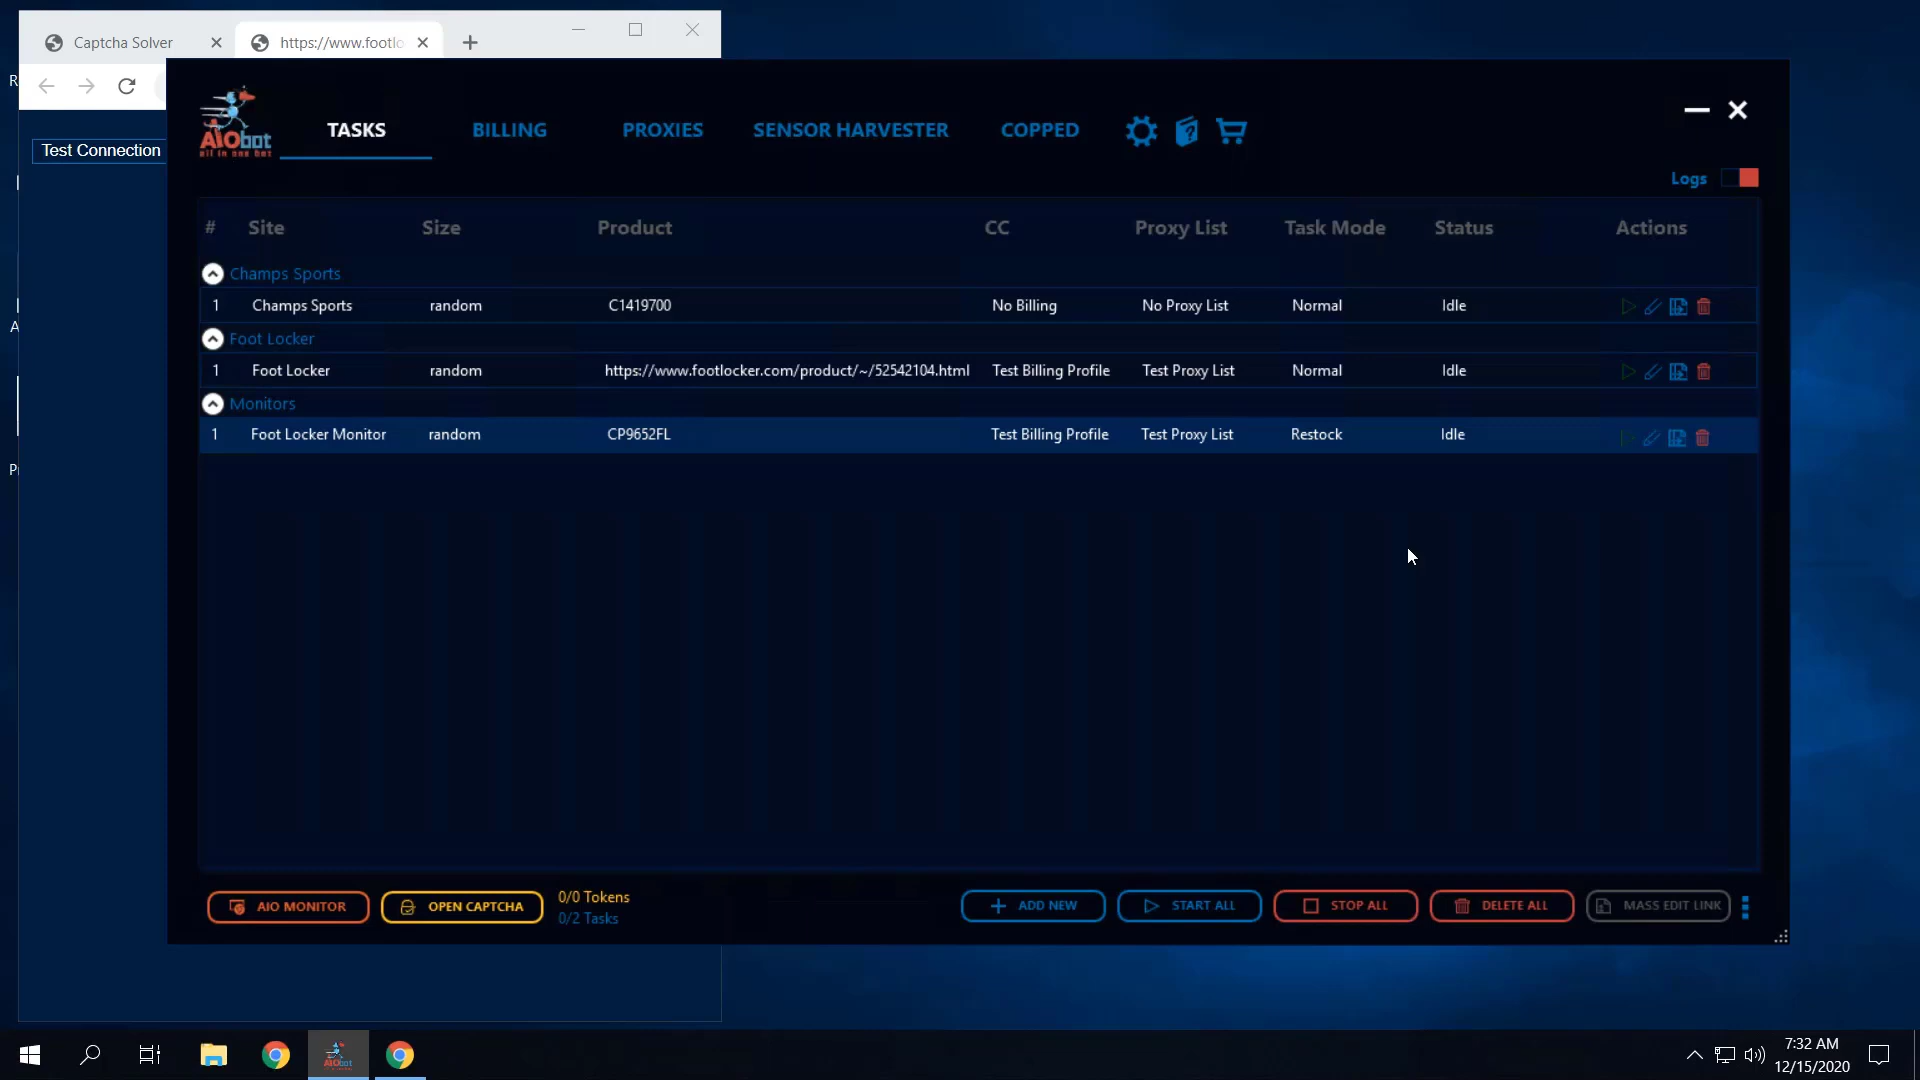 Captcha Solver
https://www.footlo
Test Connection
AIObot
all in one bot
TASKS
BILLING
PROXIES
SENSOR HARVESTER
COPPED
Logs
# Site Size Product CC Proxy List Task Mode Status Actions
Champs Sports
1 Champs Sports random C1419700 No Billing No Proxy List Normal Idle
Foot Locker
1 Foot Locker random https://www.footlocker.com/product/~/52542104.html Test Billing Profile Test Proxy List Normal Idle
Monitors
1 Foot Locker Monitor random CP9652FL Test Billing Profile Test Proxy List Restock Idle
AIO MONITOR
OPEN CAPTCHA
0/0 Tokens
0/2 Tasks
ADD NEW
START ALL
STOP ALL
DELETE ALL
MASS EDIT LINK
R
A
P
AIObot
7:32 AM
12/15/2020